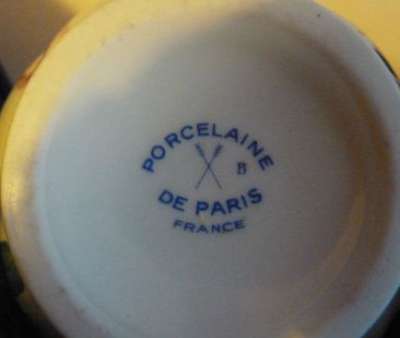 PORCELAINE
B
DE PARIS
FRANCE